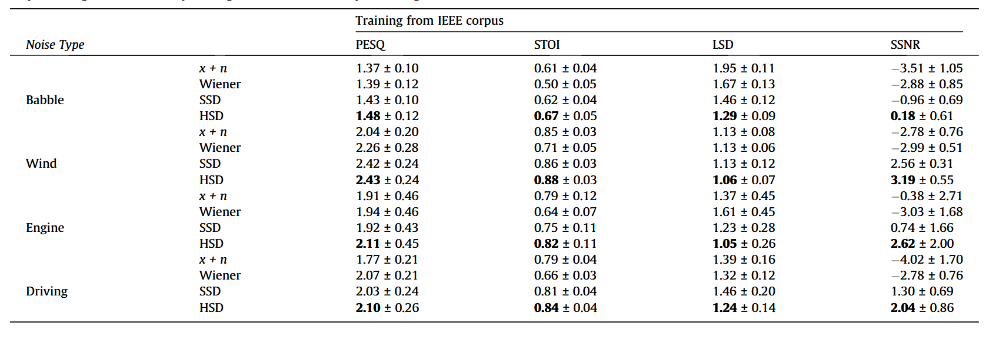 Training from IEEE corpus
Noise Type PESQ STOI LSD SSNR
x + n 1.37 ± 0.10 0.61 ± 0.04 1.95 ± 0.11 −3.51 ± 1.05
Wiener 1.39 ± 0.12 0.50 ± 0.05 1.67 ± 0.13 −2.88 ± 0.85
Babble SSD 1.43 ± 0.10 0.62 ± 0.04 1.46 ± 0.12 −0.96 ± 0.69
HSD 1.48 ± 0.12 0.67 ± 0.05 1.29 ± 0.09 0.18 ± 0.61
x + n 2.04 ± 0.20 0.85 ± 0.03 1.13 ± 0.08 −2.78 ± 0.76
Wiener 2.26 ± 0.28 0.71 ± 0.05 1.13 ± 0.06 −2.99 ± 0.51
Wind SSD 2.42 ± 0.24 0.86 ± 0.03 1.13 ± 0.12 2.56 ± 0.31
HSD 2.43 ± 0.24 0.88 ± 0.03 1.06 ± 0.07 3.19 ± 0.55
x + n 1.91 ± 0.46 0.79 ± 0.12 1.37 ± 0.45 −0.38 ± 2.71
Wiener 1.94 ± 0.46 0.64 ± 0.07 1.61 ± 0.45 −3.03 ± 1.68
Engine SSD 1.92 ± 0.43 0.75 ± 0.11 1.23 ± 0.28 0.74 ± 1.66
HSD 2.11 ± 0.45 0.82 ± 0.11 1.05 ± 0.26 2.62 ± 2.00
x + n 1.77 ± 0.21 0.79 ± 0.04 1.39 ± 0.16 −4.02 ± 1.70
Wiener 2.07 ± 0.21 0.66 ± 0.03 1.32 ± 0.12 −2.78 ± 0.76
Driving SSD 2.03 ± 0.24 0.81 ± 0.04 1.46 ± 0.20 1.30 ± 0.69
HSD 2.10 ± 0.26 0.84 ± 0.04 1.24 ± 0.14 2.04 ± 0.86